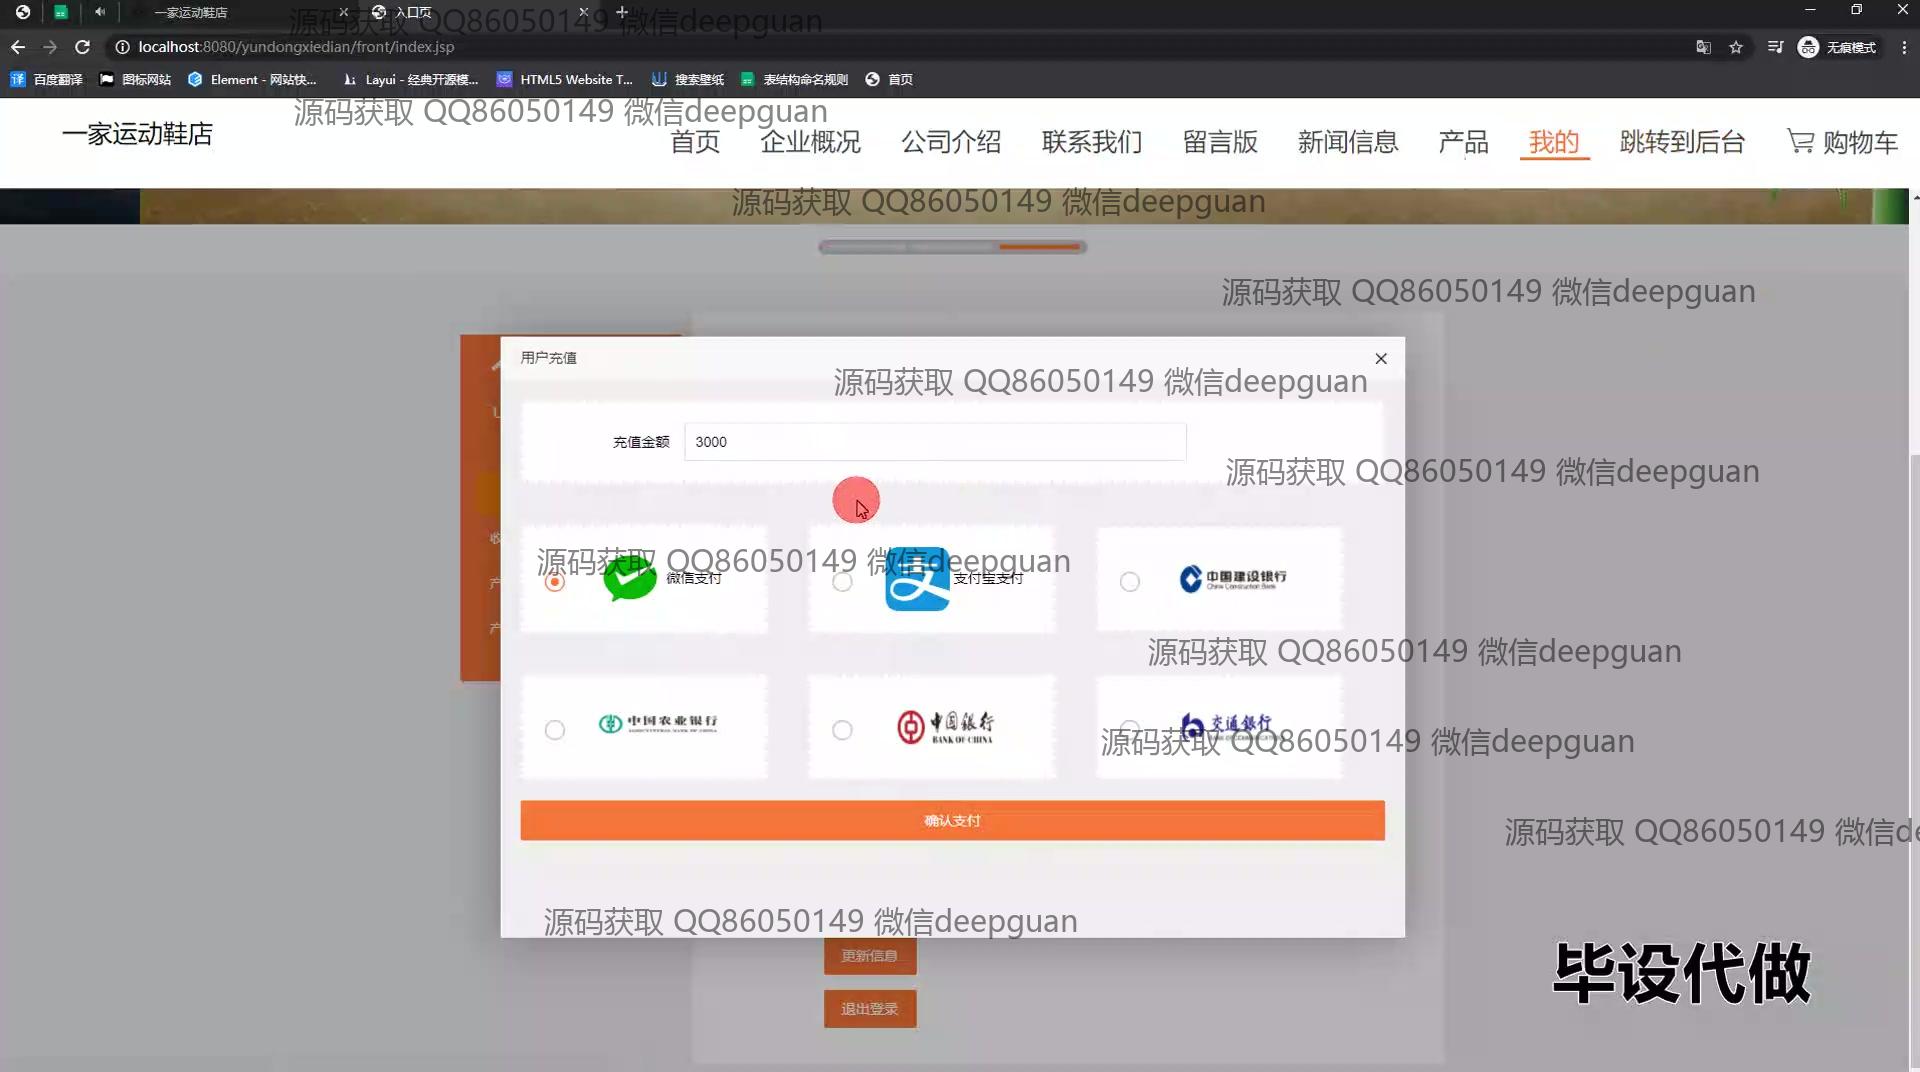 一家运动鞋店
入口页
localhost:8080/yundongxiedian/front/index.jsp
无痕模式
百度翻译
图标网站
Element - 网站快...
Layui - 经典开源模...
HTML5 Website T...
搜索壁纸
表结构命名规则
首页
源码获取 QQ86050149 微信deepguan
源码获取 QQ86050149 微信deepguan
一家运动鞋店
首页
企业概况
公司介绍
联系我们
留言版
新闻信息
产品
我的
跳转到后台
购物车
源码获取 QQ86050149 微信deepguan
源码获取 QQ86050149 微信deepguan
用户充值
源码获取 QQ86050149 微信deepguan
充值金额
3000
源码获取 QQ86050149 微信deepguan
源码获取 QQ86050149 微信deepguan
微信支付
支付宝支付
中国建设银行
China Construction Bank
源码获取 QQ86050149 微信deepguan
中国农业银行
AGRICULTURAL BANK OF CHINA
中国银行
BANK OF CHINA
交通银行
源码获取 QQ86050149 微信deepguan
确认支付
源码获取 QQ86050149 微信de
源码获取 QQ86050149 微信deepguan
更新信息
退出登录
毕设代做